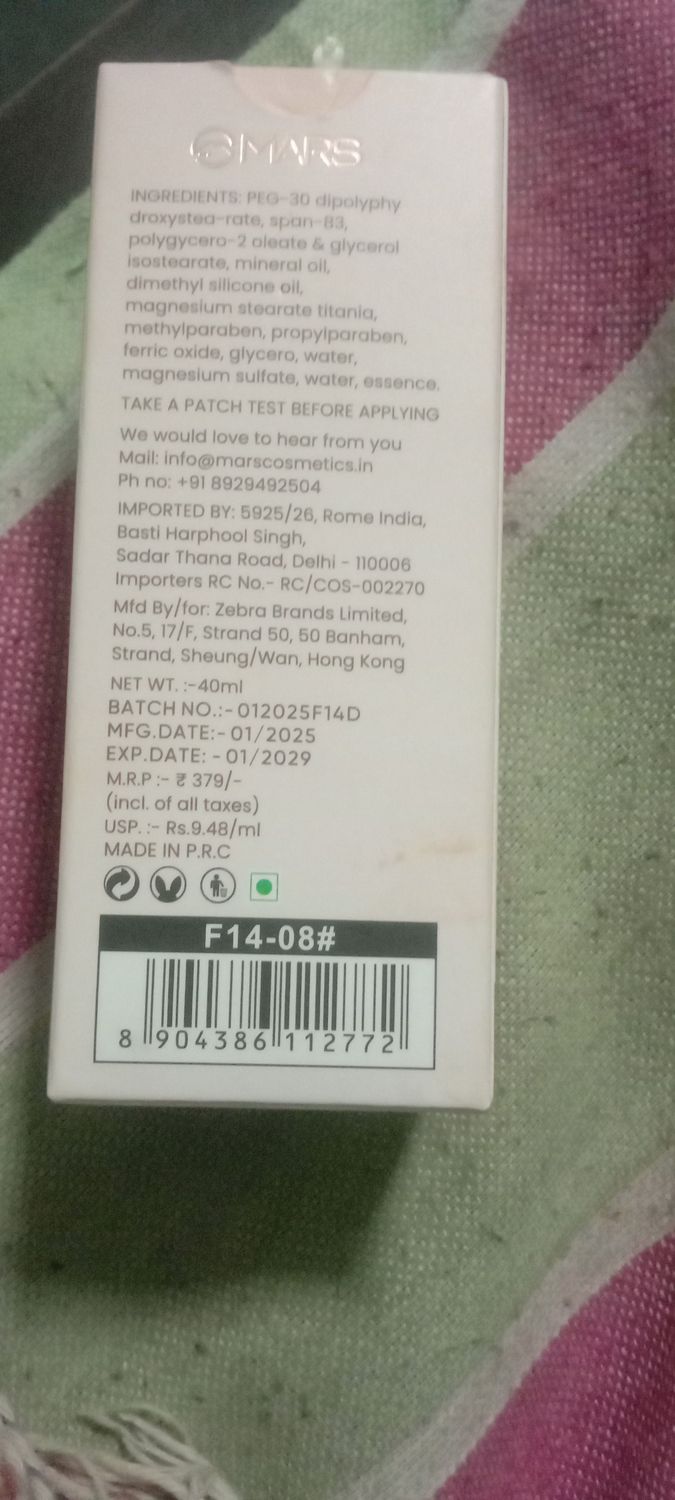 MARS
INGREDIENTS: PEG-30 dipolyphy
droxystea-rate, span-83,
polygycero-2 oleate & glycerol
isostearate, mineral oil,
dimethyl silicone oil,
magnesium stearate titania,
methylparaben, propylparaben,
ferric oxide, glycero, water,
magnesium sulfate, water, essence.
TAKE A PATCH TEST BEFORE APPLYING
We would love to hear from you
Mail: info@marscosmetics.in
Ph no: +91 8929492504
IMPORTED BY: 5925/26, Rome India,
Basti Harphool Singh,
Sadar Thana Road, Delhi - 110006
Importers RC No.- RC/COS-002270
Mfd By/for: Zebra Brands Limited,
No.5, 17/F, Strand 50, 50 Banham,
Strand, Sheung/Wan, Hong Kong
NET WT. :-40ml
BATCH NO.:- 012025F14D
MFG.DATE:- 01/2025
EXP.DATE: - 01/2029
M.R.P :- ₹ 379/-
(incl. of all taxes)
USP. :- Rs.9.48/ml
MADE IN P.R.C
F14-08#
8 904386 112772